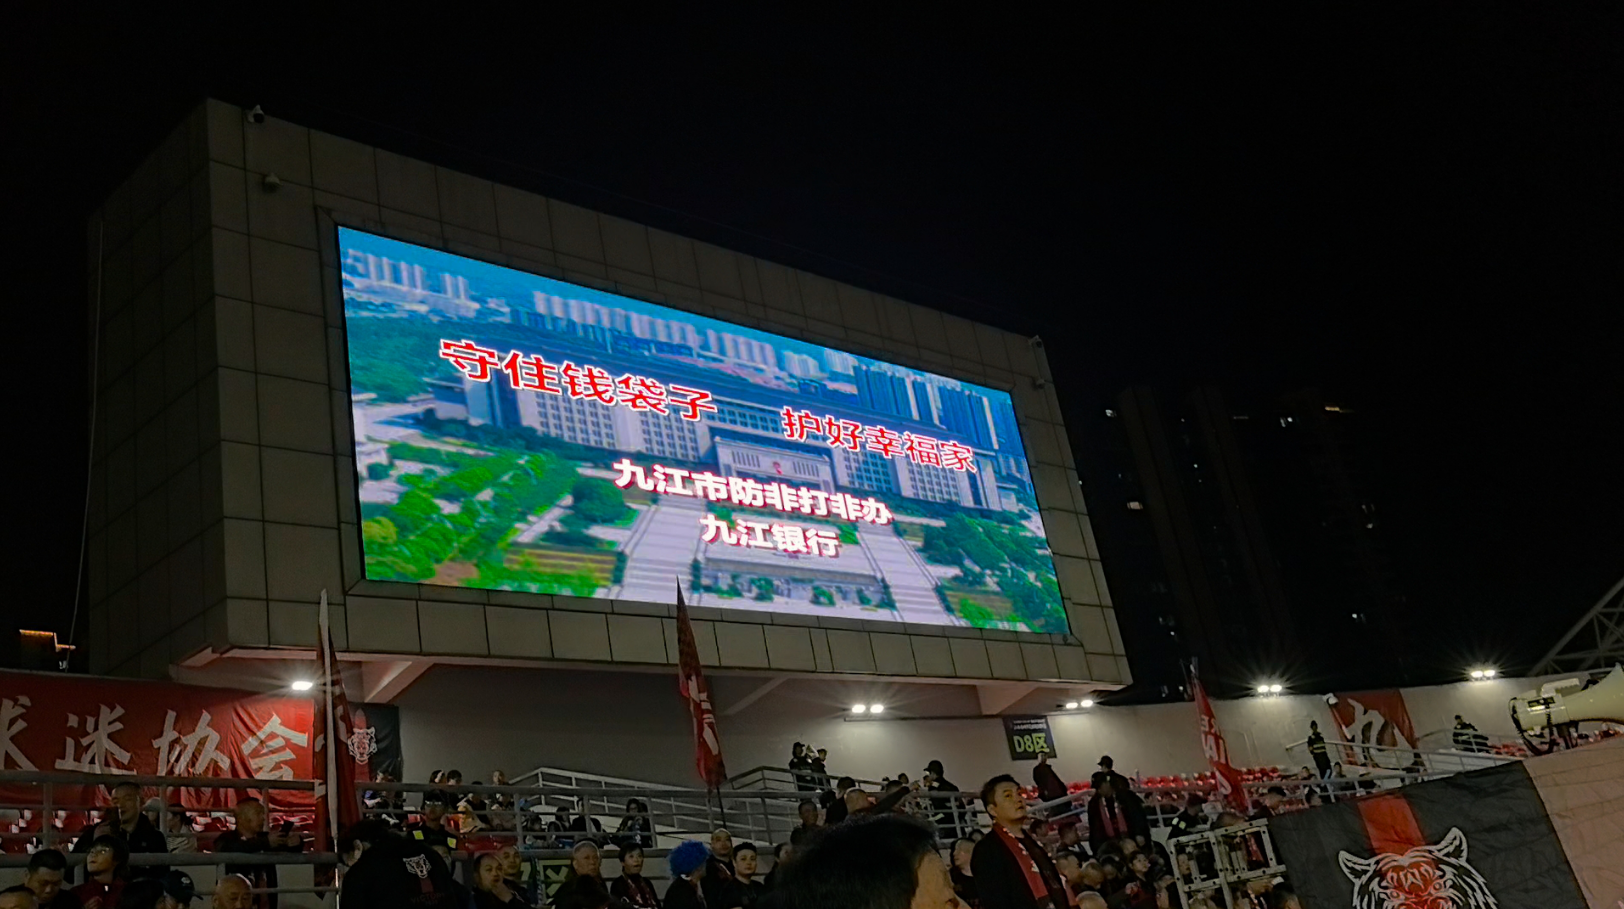 守住钱袋子 护好幸福家
九江市防非打非办
九江银行
球迷协会
D8区
九